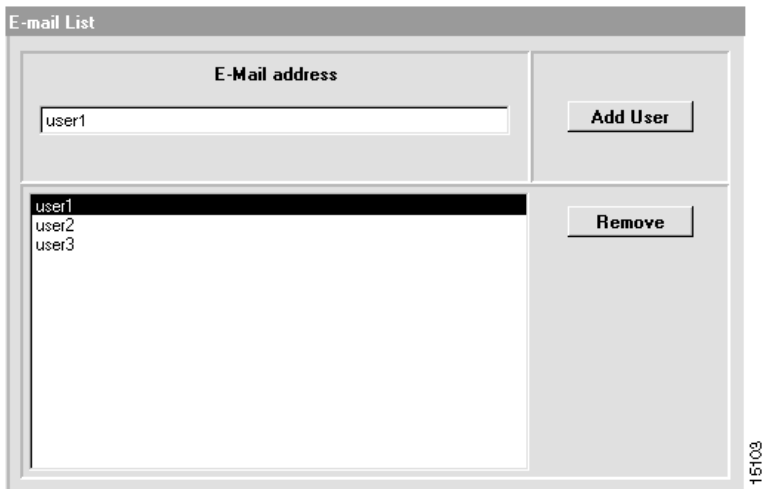 E-mail List
E-Mail address
user1
Add User
user1
user2
user3
Remove
15103